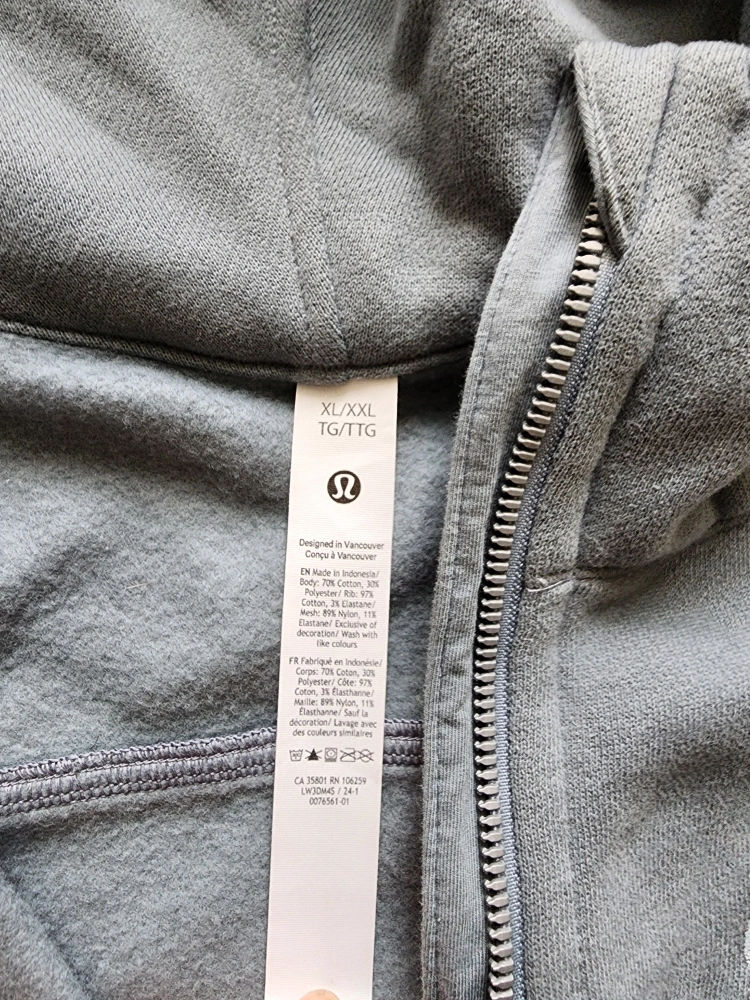 XL/XXL
TG/TTG
Designed in Vancouver
Conçu à Vancouver
EN Made in Indonesia/
Body: 70% Cotton, 30%
Polyester/ Rib: 97%
Cotton, 3% Elastane/
Mesh: 89% Nylon, 11%
Elastane/ Exclusive of
decoration/ Wash with
like colours
FR Fabriqué en Indonésie/
Corps: 70% Coton, 30%
Polyester/ Côte: 97%
Coton, 3% Élasthanne/
Maille: 89% Nylon, 11%
Élasthanne/ Sauf la
décoration/ Lavage avec
des couleurs similaires
CA 35801 RN 106259
LW3DM4S / 24-1
0076561-01